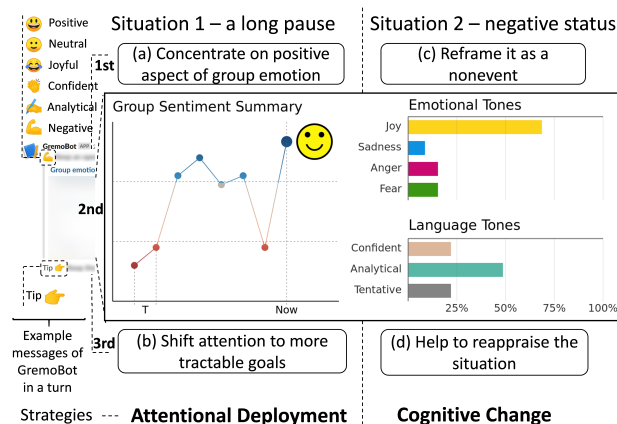 Situation 1 – a long pause
Situation 2 – negative status
Positive
Neutral
Joyful
Confident
Analytical
Negative
GremoBot APP
Group emotio
Tip
Tip
Example
messages of
GremoBot
in a turn
1st
2nd
3rd
(a) Concentrate on positive
aspect of group emotion
(c) Reframe it as a
nonevent
Group Sentiment Summary
T
Now
Emotional Tones
Joy
Sadness
Anger
Fear
Language Tones
Confident
Analytical
Tentative
25%
50%
75%
100%
(b) Shift attention to more
tractable goals
(d) Help to reappraise the
situation
Strategies
Attentional Deployment
Cognitive Change